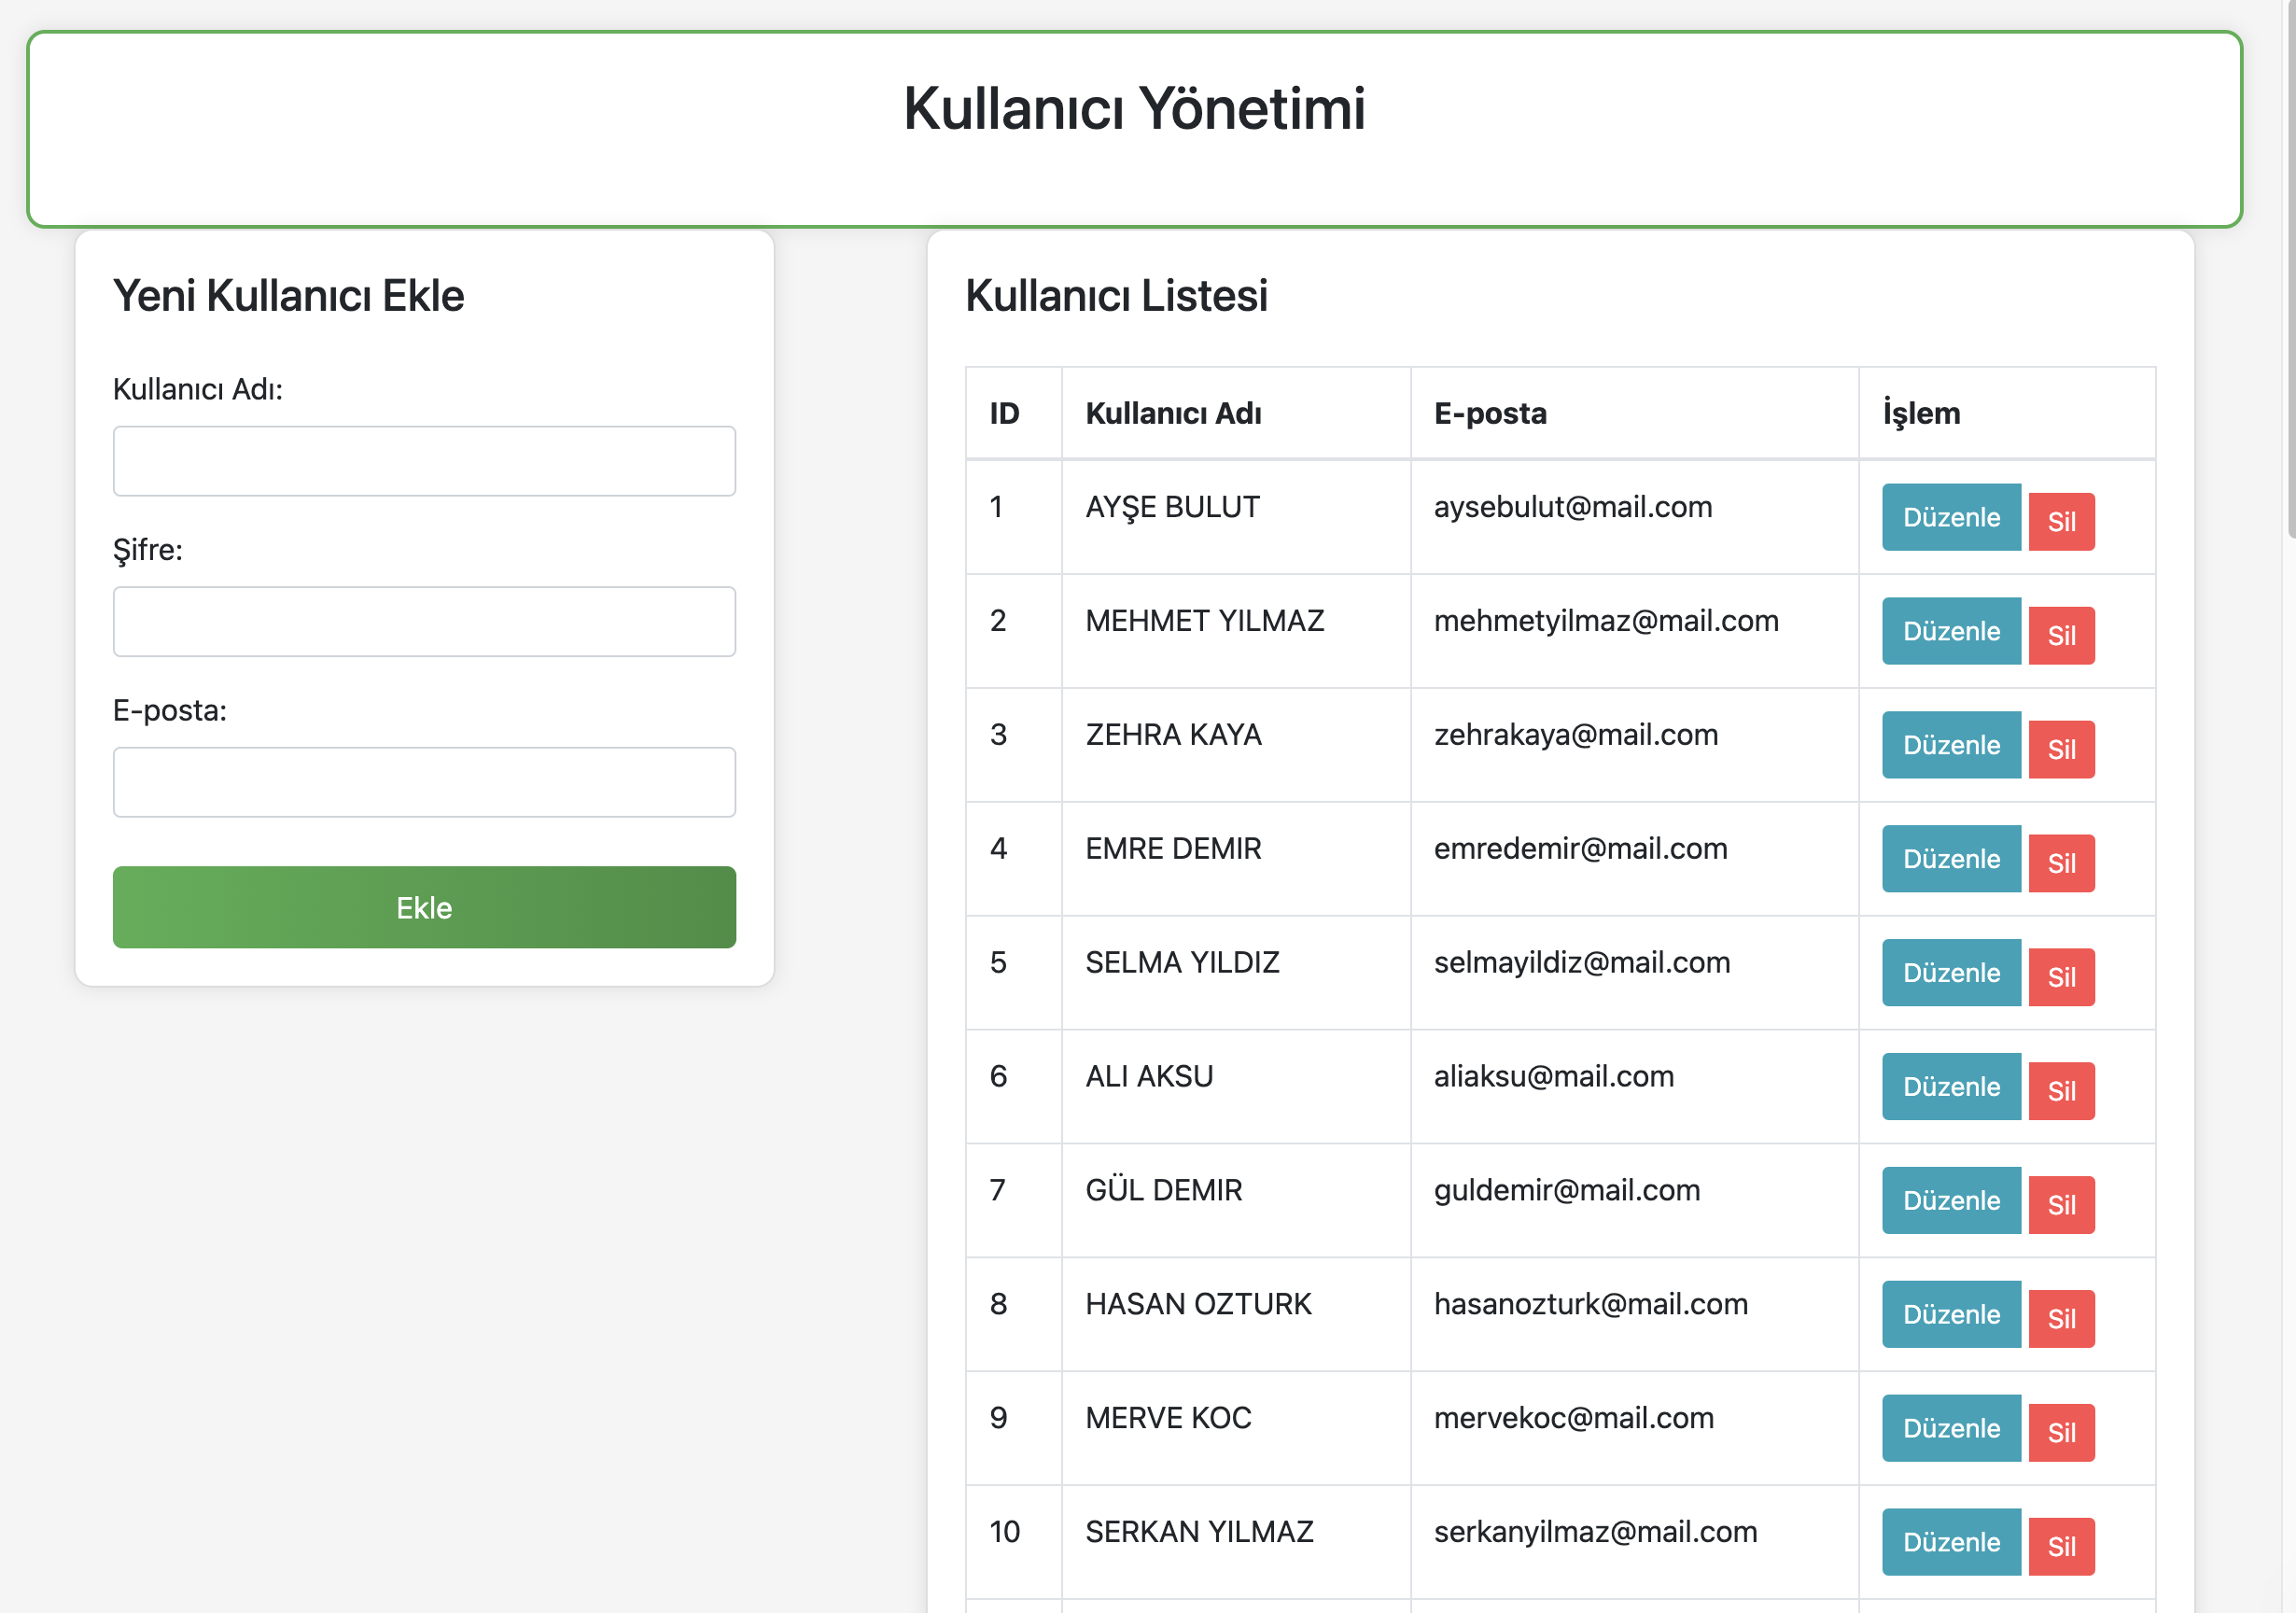 Kullanıcı Yönetimi
Yeni Kullanıcı Ekle
Kullanıcı Adı:
Şifre:
E-posta:
Ekle
Kullanıcı Listesi
ID Kullanıcı Adı E-posta İşlem
1 AYŞE BULUT aysebulut@mail.com Düzenle Sil
2 MEHMET YILMAZ mehmetyilmaz@mail.com Düzenle Sil
3 ZEHRA KAYA zehrakaya@mail.com Düzenle Sil
4 EMRE DEMIR emredemir@mail.com Düzenle Sil
5 SELMA YILDIZ selmayildiz@mail.com Düzenle Sil
6 ALI AKSU aliaksu@mail.com Düzenle Sil
7 GÜL DEMIR guldemir@mail.com Düzenle Sil
8 HASAN OZTURK hasanozturk@mail.com Düzenle Sil
9 MERVE KOC mervekoc@mail.com Düzenle Sil
10 SERKAN YILMAZ serkanyilmaz@mail.com Düzenle Sil